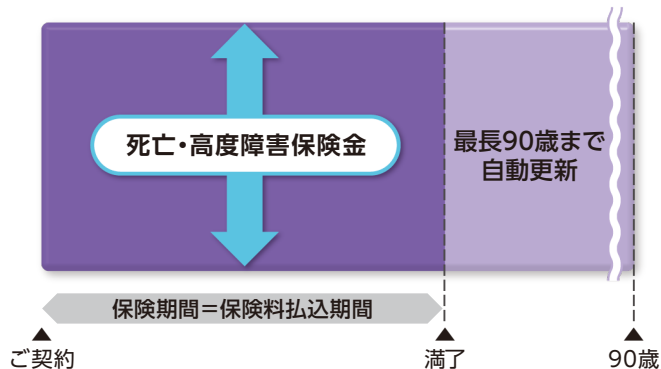 死亡・高度障害保険金
最長90歳まで
自動更新
保険期間＝保険料払込期間
ご契約
満了
90歳